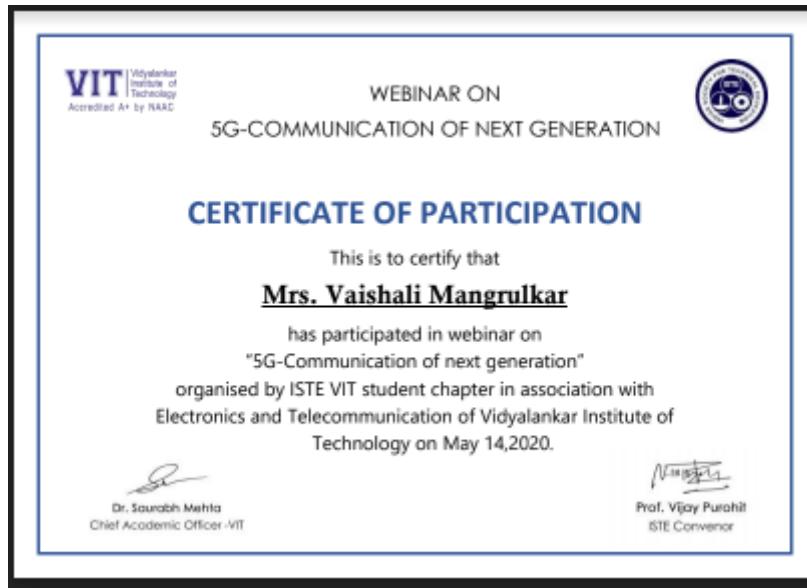 VIT Vidyalankar
Institute of
Technology
Accredited A+ by NAAC
WEBINAR ON
5G-COMMUNICATION OF NEXT GENERATION
ISTE
CERTIFICATE OF PARTICIPATION
This is to certify that
Mrs. Vaishali Mangrulkar
has participated in webinar on
"5G-Communication of next generation"
organised by ISTE VIT student chapter in association with
Electronics and Telecommunication of Vidyalankar Institute of
Technology on May 14,2020.
Dr. Saurabh Mehta
Chief Academic Officer -VIT
Prof. Vijay Purohit
ISTE Convenor